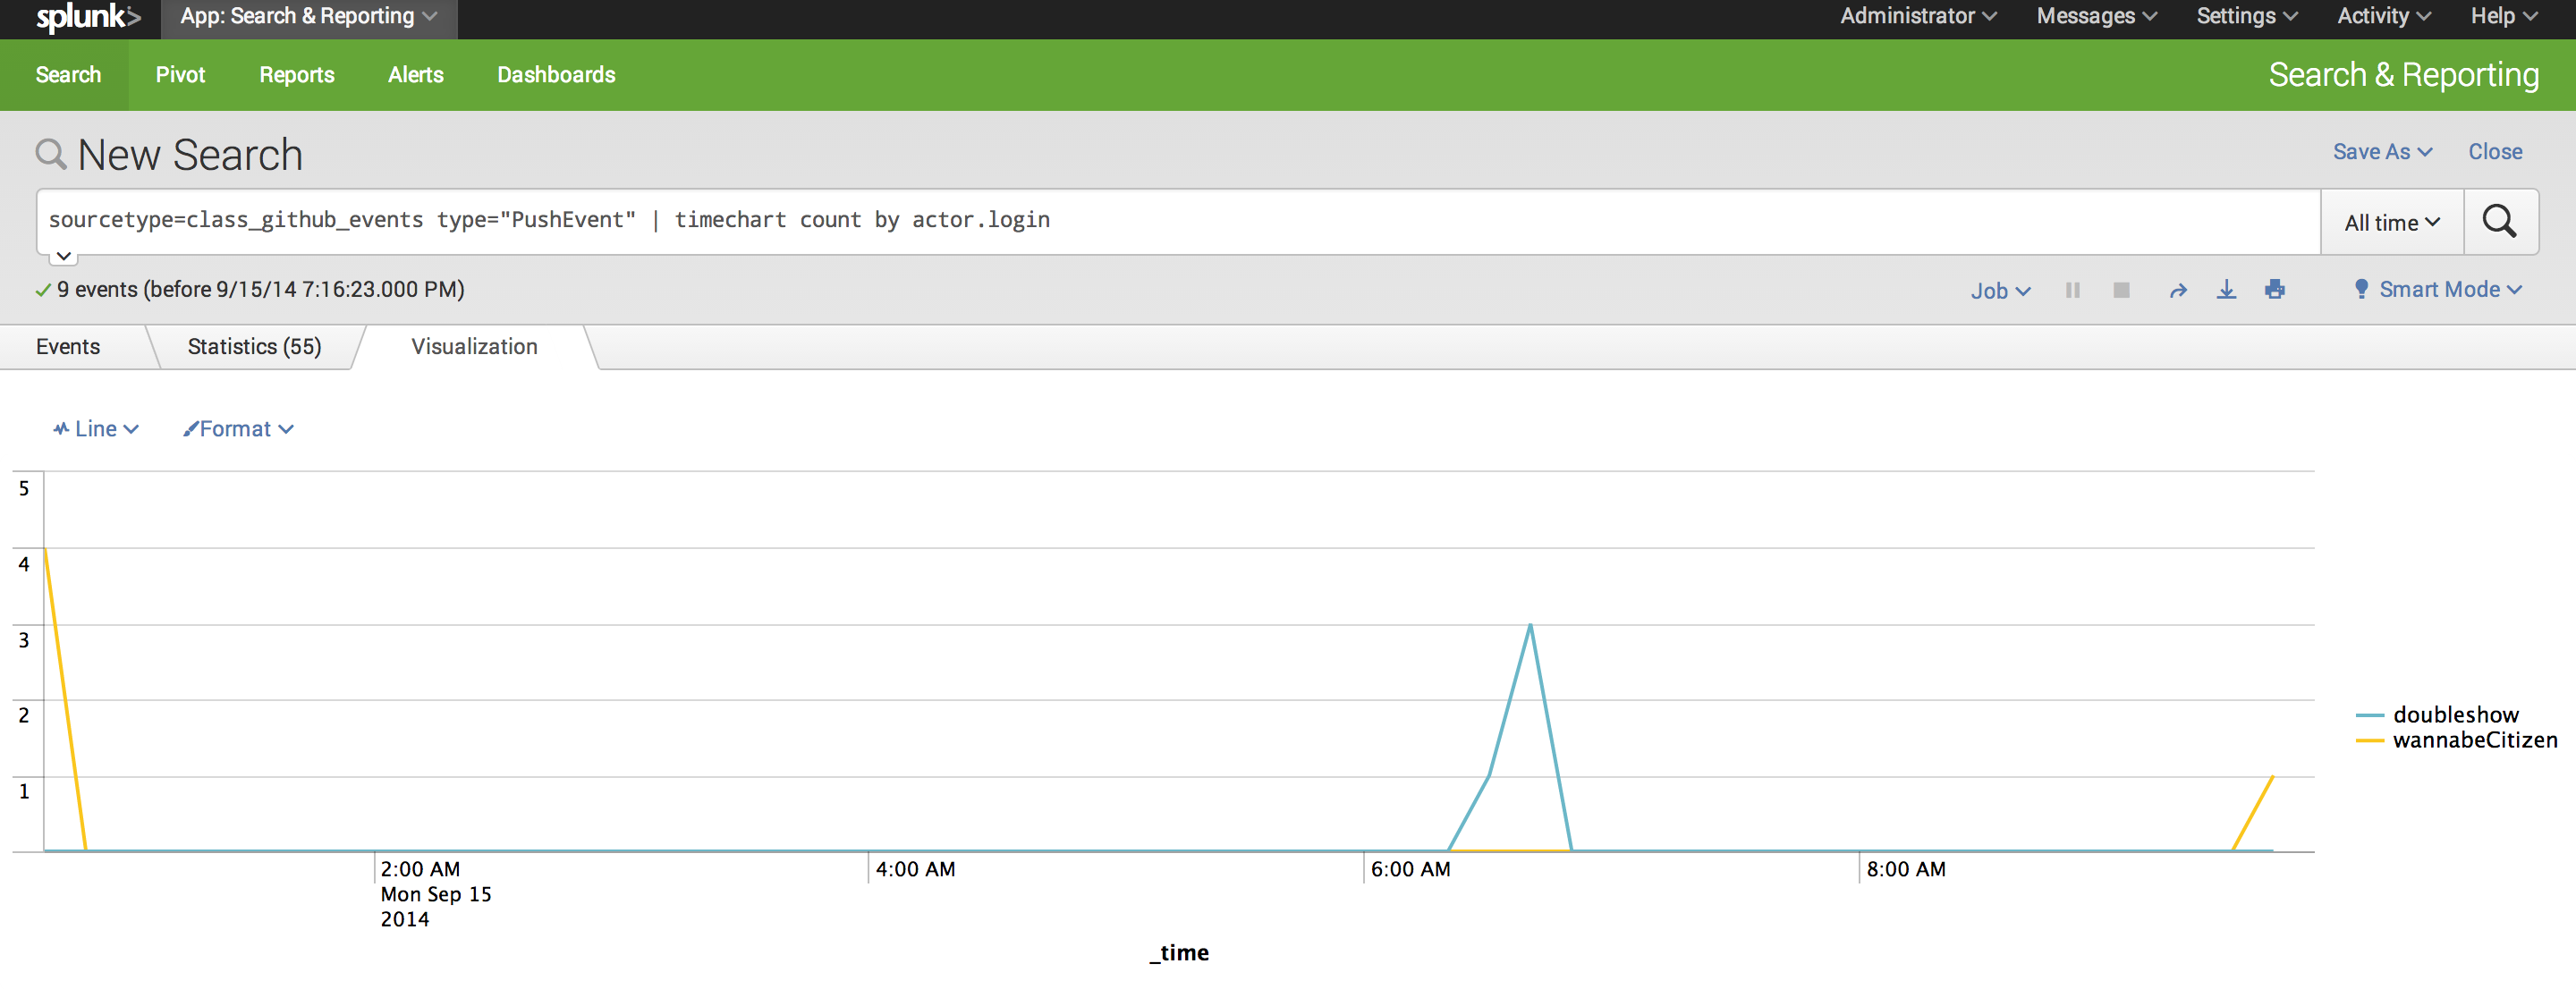 splunk> App: Search & Reporting Administrator Messages Settings Activity Help
Search Pivot Reports Alerts Dashboards Search & Reporting
New Search Save As Close
sourcetype=class_github_events type="PushEvent" | timechart count by actor.login All time
9 events (before 9/15/14 7:16:23.000 PM) Job Smart Mode
Events Statistics (55) Visualization
Line Format
5
4
3
2
1
doubleshow
wannabeCitizen
2:00 AM 4:00 AM 6:00 AM 8:00 AM
Mon Sep 15
2014
_time